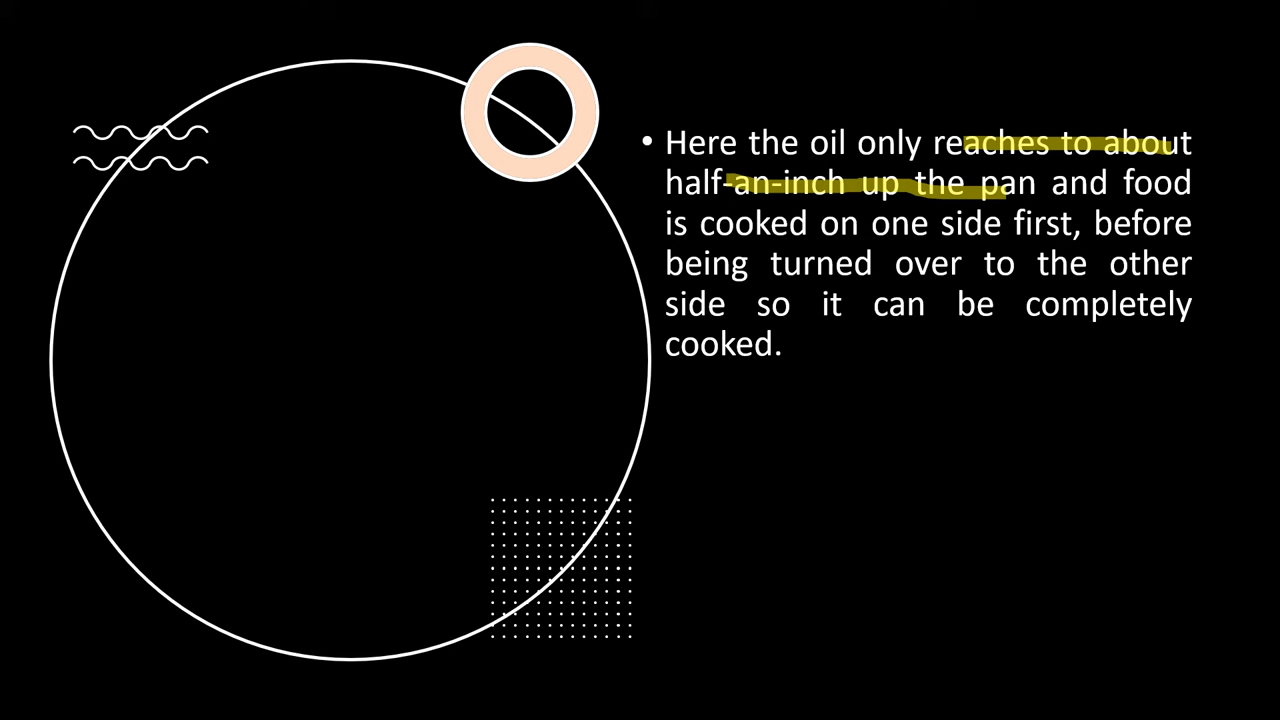 • Here the oil only reaches to about
half-an-inch up the pan and food
is cooked on one side first, before
being turned over to the other
side so it can be completely
cooked.